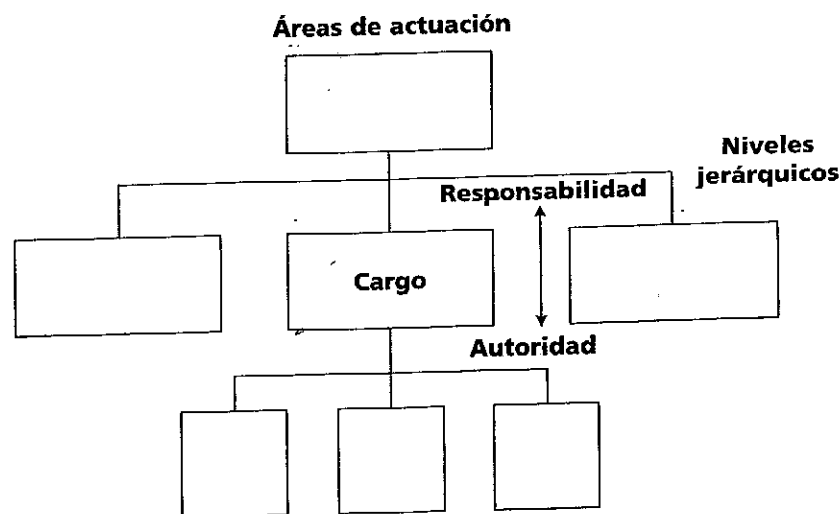 Áreas de actuación
Niveles
jerárquicos
Responsabilidad
Cargo
Autoridad